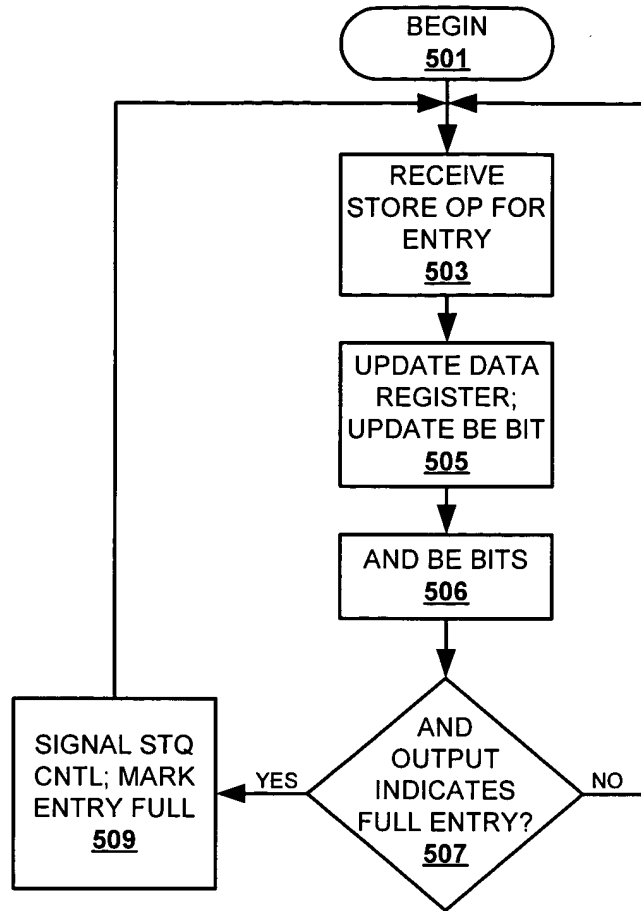 BEGIN
501
RECEIVE
STORE OP FOR
ENTRY
503
UPDATE DATA
REGISTER;
UPDATE BE BIT
505
AND BE BITS
506
AND
OUTPUT
INDICATES
FULL ENTRY?
507
YES
NO
SIGNAL STQ
CNTL; MARK
ENTRY FULL
509